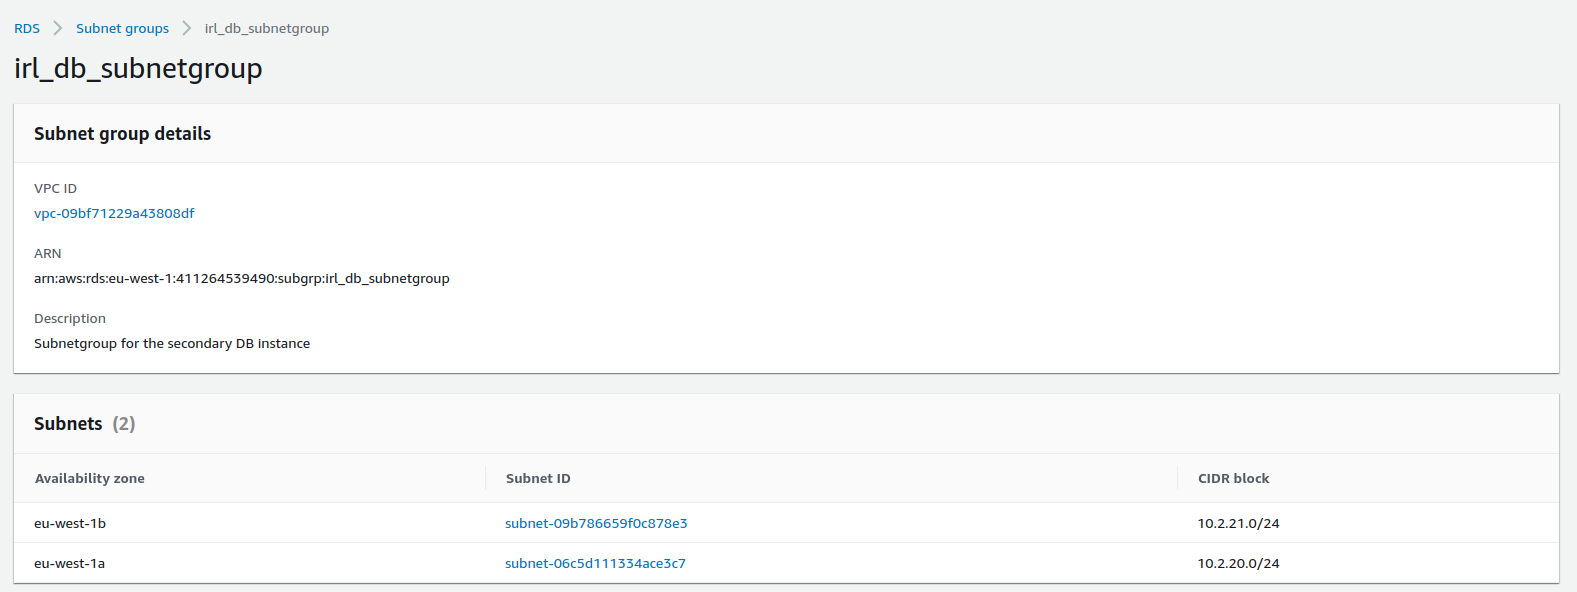 RDS > Subnet groups > irl_db_subnetgroup
irl_db_subnetgroup
Subnet group details
VPC ID
vpc-09bf71229a43808df
ARN
arn:aws:rds:eu-west-1:411264539490:subgrp:irl_db_subnetgroup
Description
Subnetgroup for the secondary DB instance
Subnets (2)
Availability zone Subnet ID CIDR block
eu-west-1b subnet-09b786659f0c878e3 10.2.21.0/24
eu-west-1a subnet-06c5d111334ace3c7 10.2.20.0/24